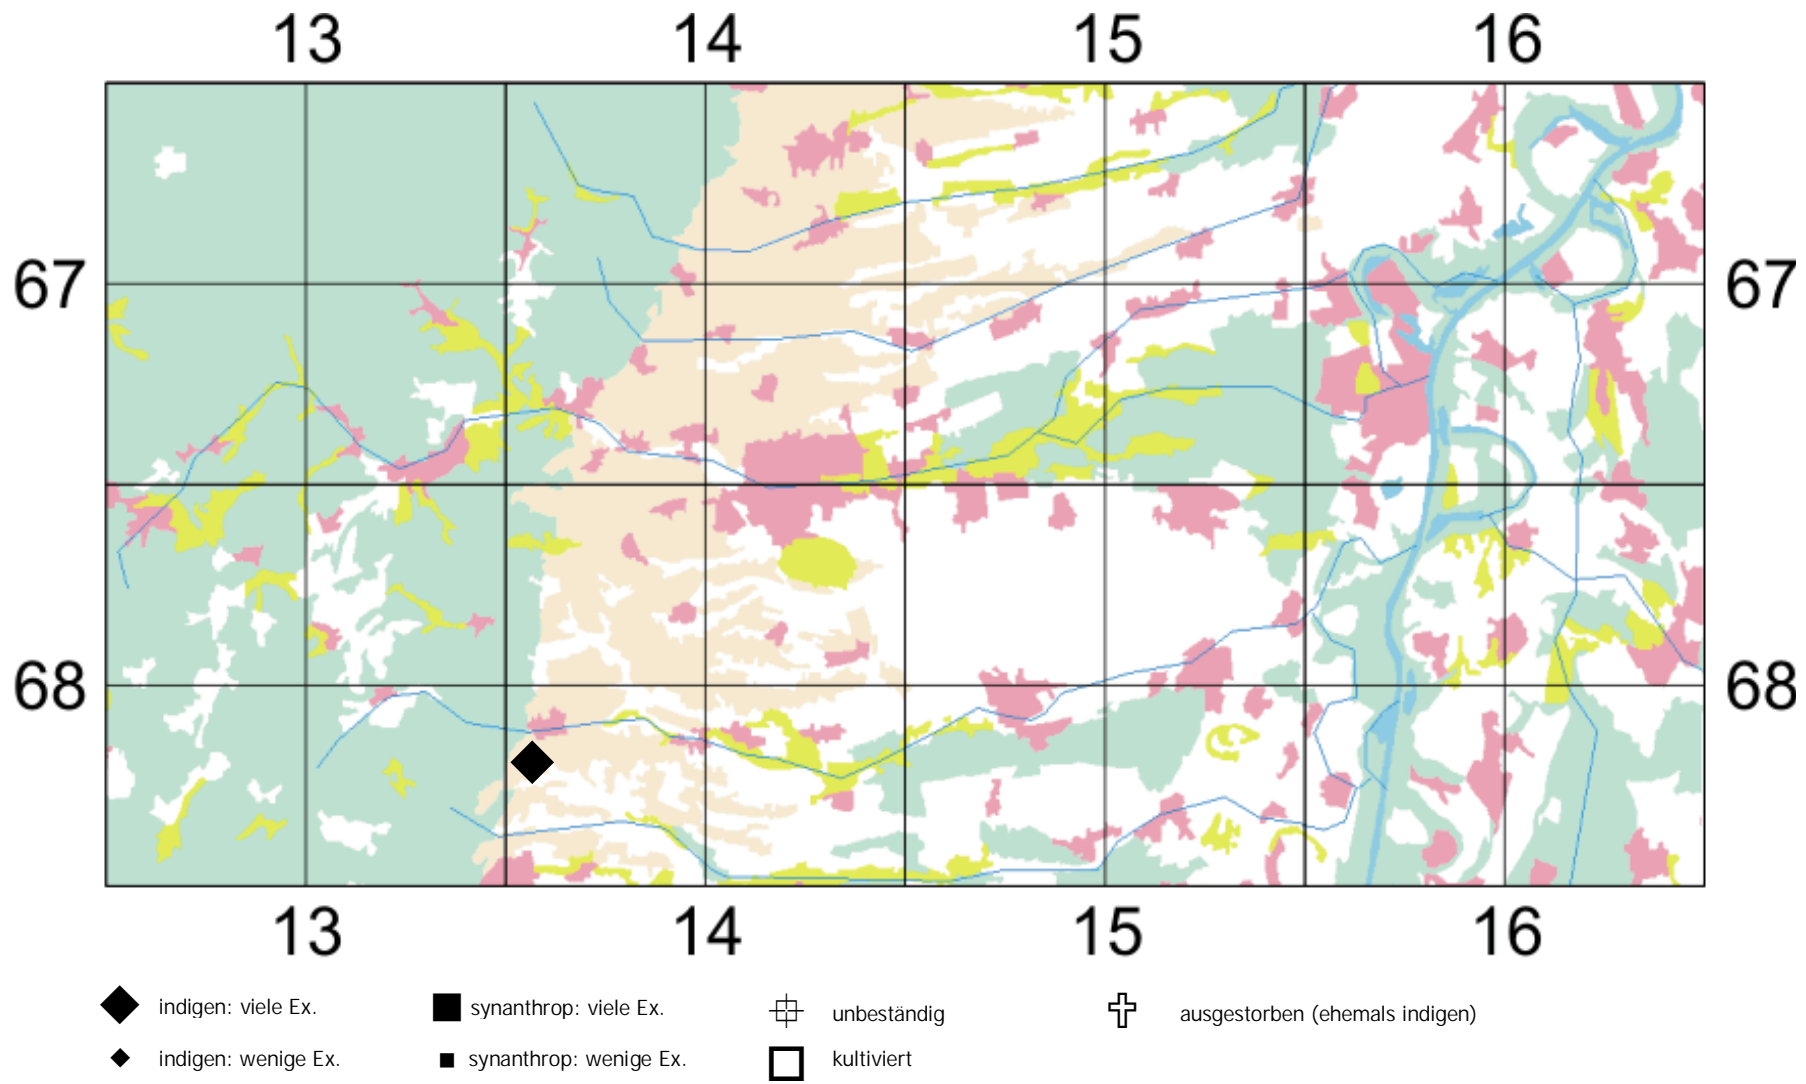 13 14 15 16
67 67
68 68
13 14 15 16
indigen: viele Ex. synanthrop: viele Ex. unbeständig ausgestorben (ehemals indigen)
indigen: wenige Ex. synanthrop: wenige Ex. kultiviert